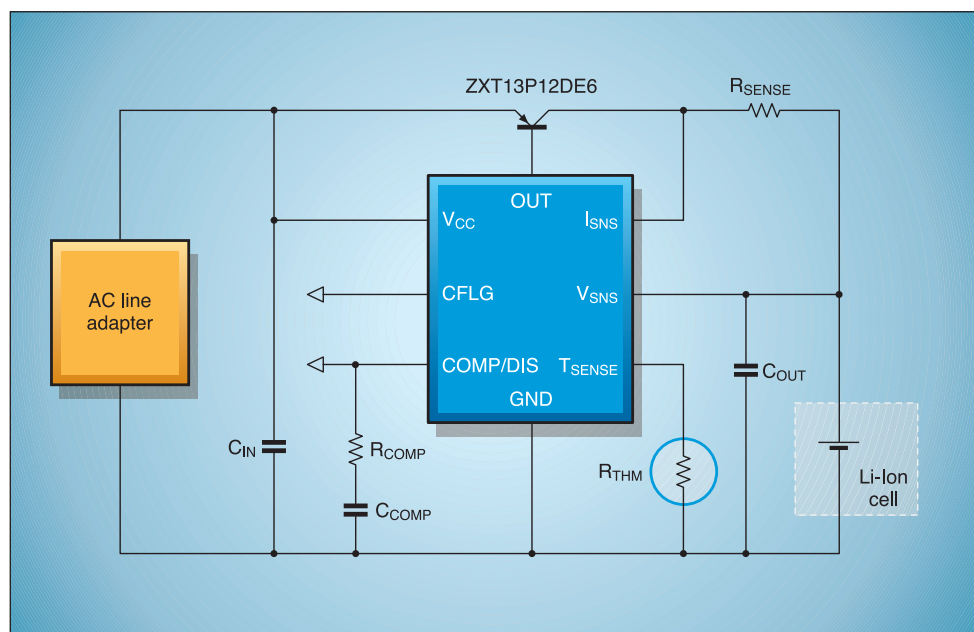 ZXT13P12DE6
RSENSE
OUT
VCC
ISNS
AC line
adapter
CFLG
VSNS
COMP/DIS
TSENSE
GND
COUT
CIN
RCOMP
RTHM
Li-Ion
cell
CCOMP